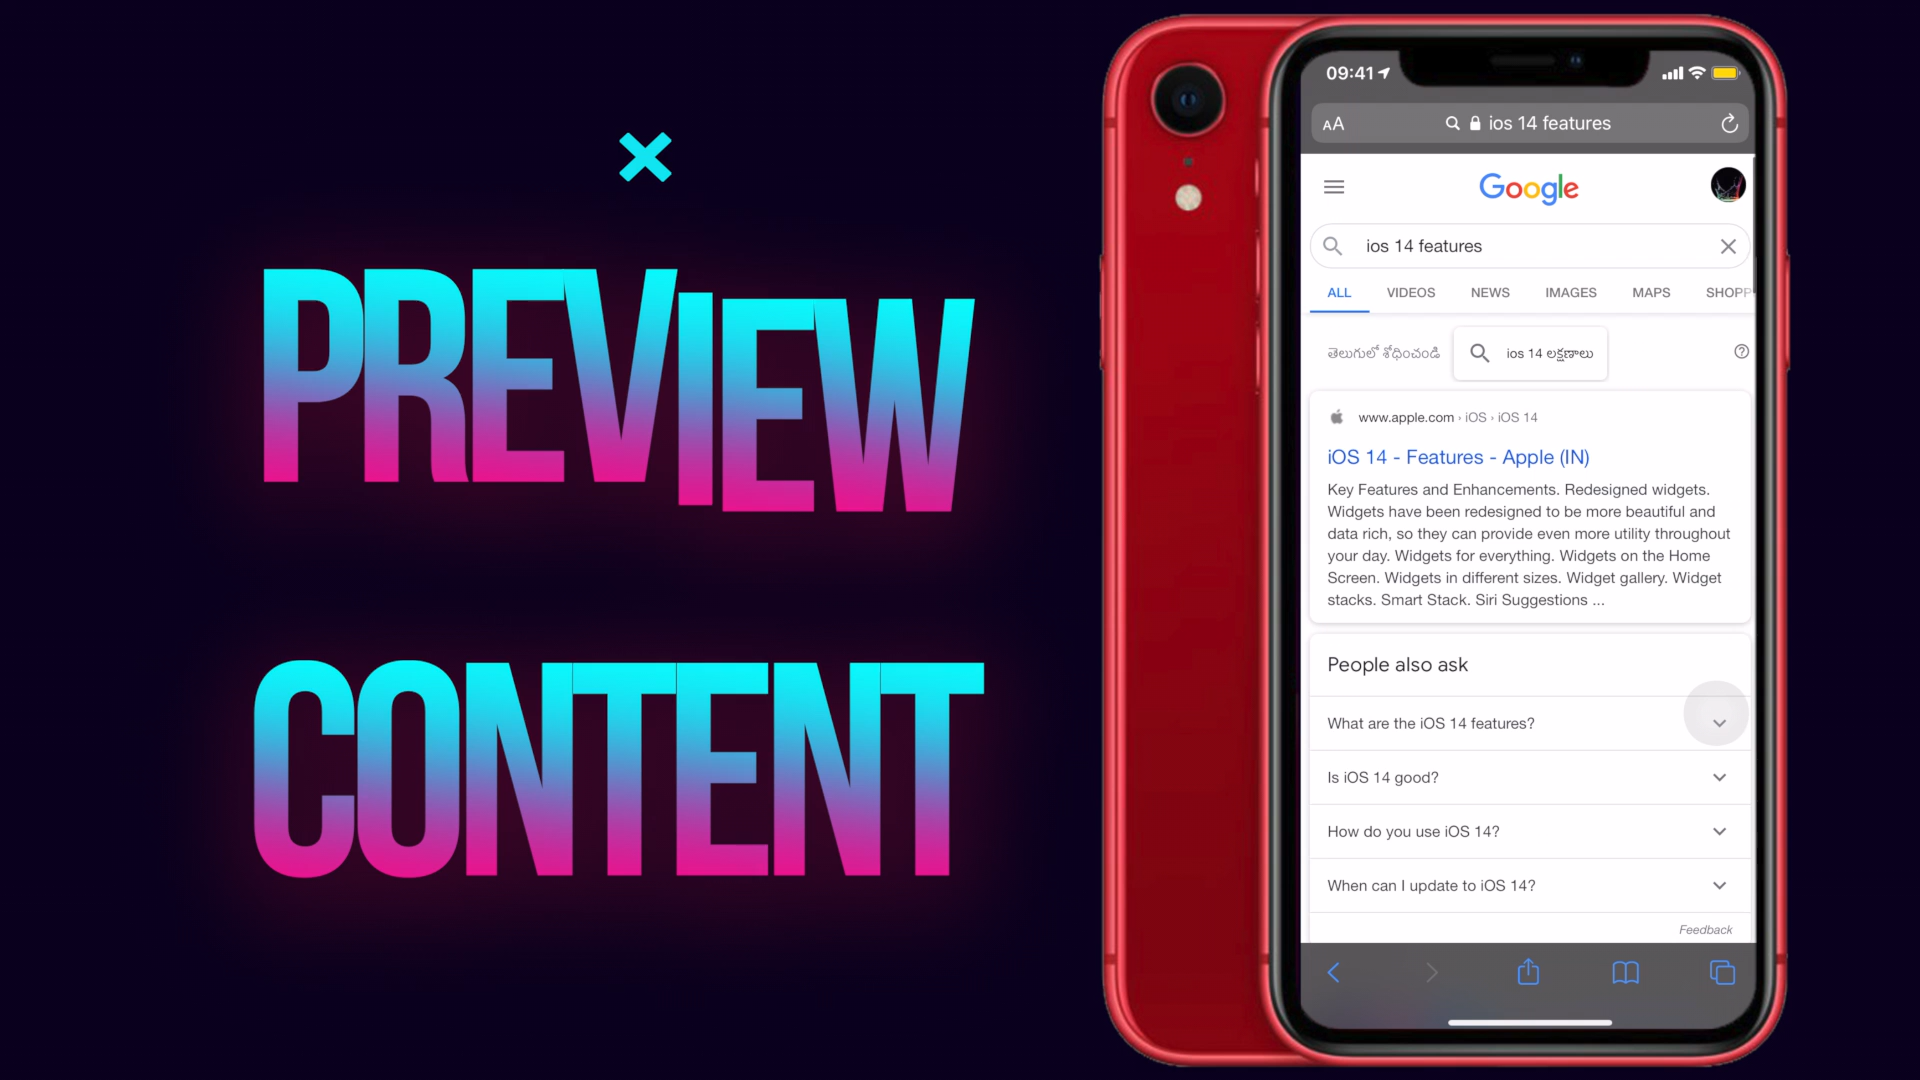 PREVIEW
CONTENT
09:41
AA
ios 14 features
Google
ios 14 features
ALL VIDEOS NEWS IMAGES MAPS SHOPP
తెలుగులో శోధించండి
ios 14 లక్షణాలు
www.apple.com › iOS › iOS 14
iOS 14 - Features - Apple (IN)
Key Features and Enhancements. Redesigned widgets.
Widgets have been redesigned to be more beautiful and
data rich, so they can provide even more utility throughout
your day. Widgets for everything. Widgets on the Home
Screen. Widgets in different sizes. Widget gallery. Widget
stacks. Smart Stack. Siri Suggestions ...
People also ask
What are the iOS 14 features?
Is iOS 14 good?
How do you use iOS 14?
When can I update to iOS 14?
Feedback